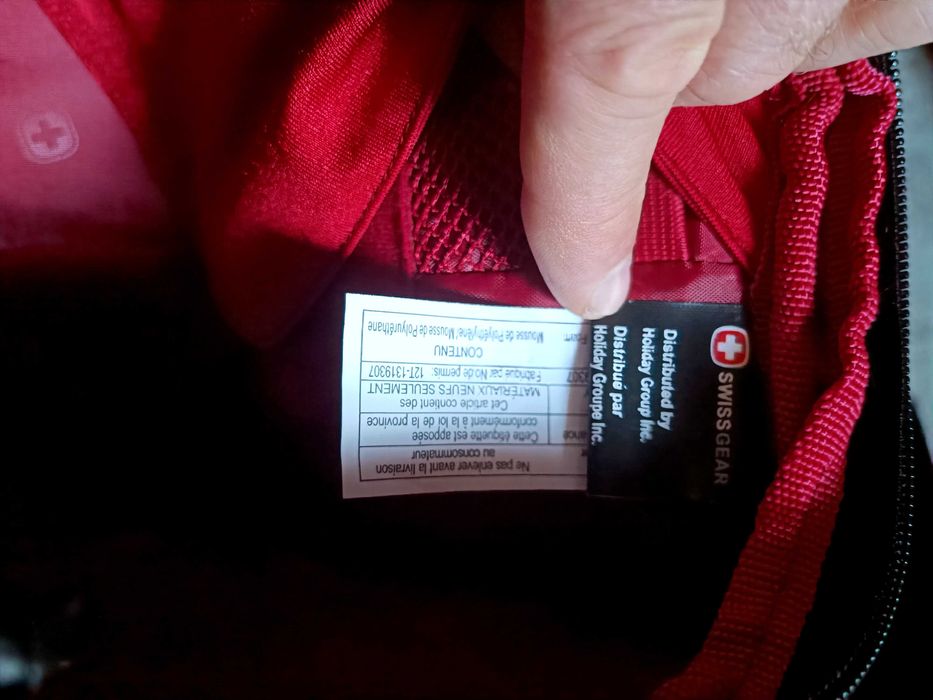 SWISSGEAR
Distributed by
Holiday Group Inc.
Distribué par
Holiday Groupe Inc.
Ne pas enlever avant la livraison
au consommateur
Cette étiquette est apposée
conformément à la loi de la province
Cet article contient des
MATÉRIAUX NEUFS SEULEMENT
Fabriqué par No de permis: 12T-1319307
CONTENU
Mousse de Polyéthylène/ Mousse de Polyuréthane